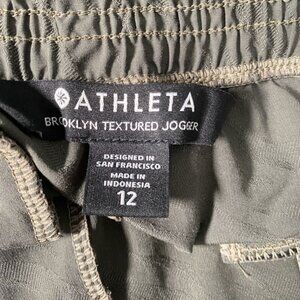 ATHLETA
BROOKLYN TEXTURED JOGGER
DESIGNED IN
SAN FRANCISCO
MADE IN
INDONESIA
12